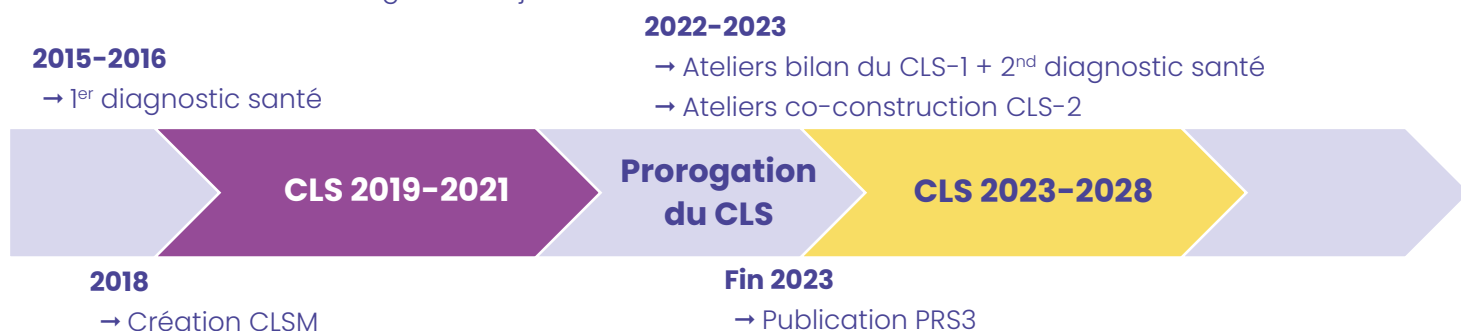 2022-2023
2015-2016
→ Ateliers bilan du CLS-1 + 2nd diagnostic santé
→ 1er diagnostic santé
→ Ateliers co-construction CLS-2
CLS 2019-2021
Prorogation
du CLS
CLS 2023-2028
2018
→ Création CLSM
Fin 2023
→ Publication PRS3